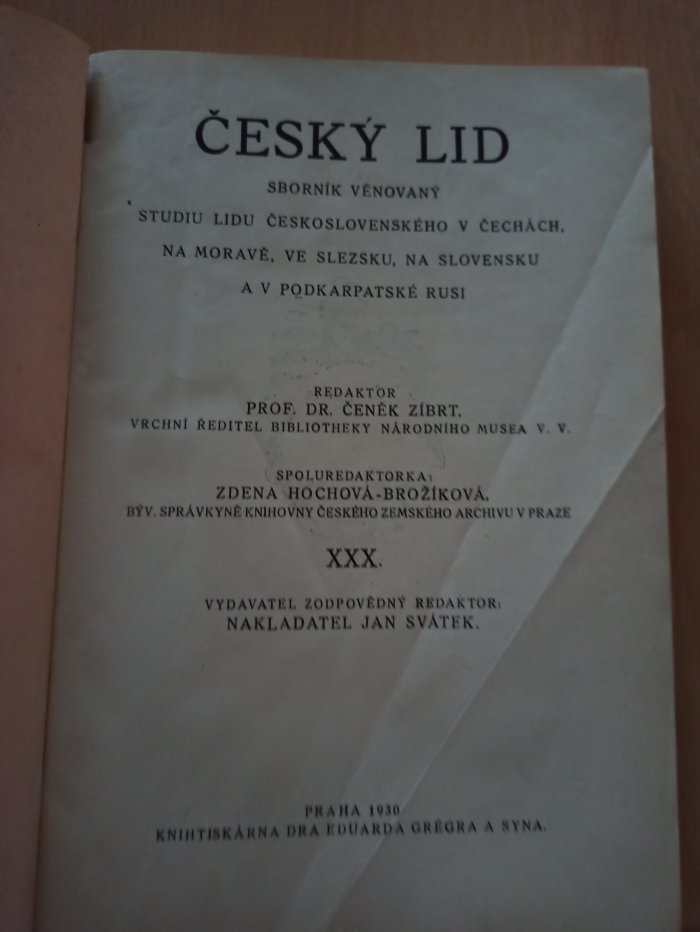 ČESKÝ LID
SBORNÍK VĚNOVANÝ
STUDIU LIDU ČESKOSLOVENSKÉHO V ČECHÁCH,
NA MORAVĚ, VE SLEZSKU, NA SLOVENSKU
A V PODKARPATSKÉ RUSI
REDAKTOR
PROF. DR. ČENĚK ZÍBRT,
VRCHNÍ ŘEDITEL BIBLIOTHEKY NÁRODNÍHO MUSEA V. V.
SPOLUREDAKTORKA:
ZDENA HOCHOVÁ-BROŽÍKOVÁ,
BÝV. SPRÁVKYNĚ KNIHOVNY ČESKÉHO ZEMSKÉHO ARCHIVU V PRAZE
XXX.
VYDAVATEL ZODPOVĚDNÝ REDAKTOR:
NAKLADATEL JAN SVÁTEK.
PRAHA 1930
KNIHTISKÁRNA DRA EDUARDA GRÉGRA A SYNA.